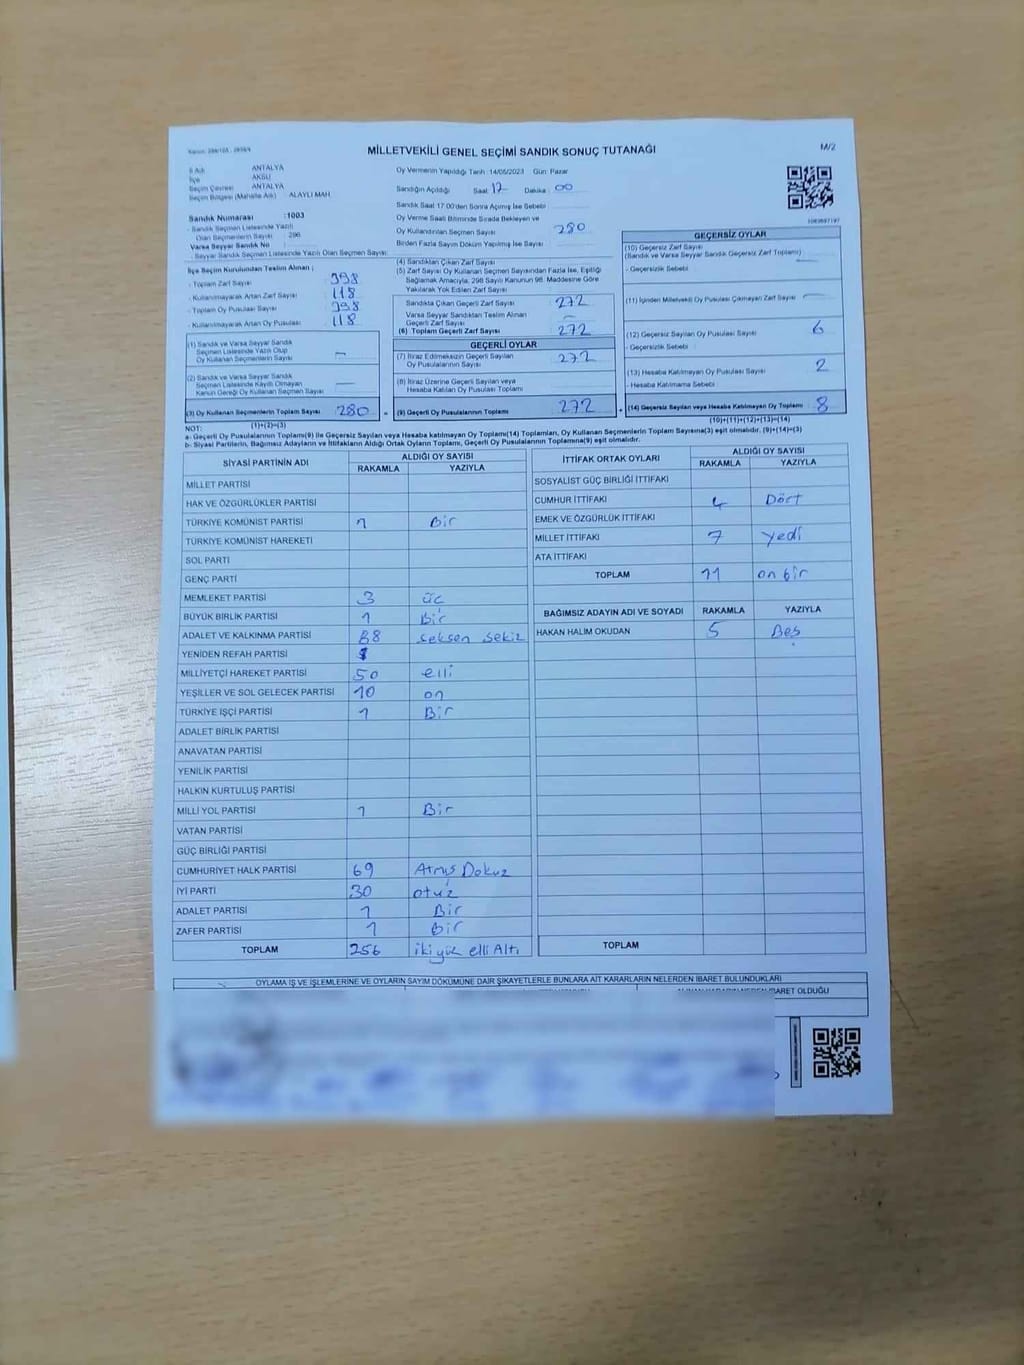 MİLLETVEKİLİ GENEL SEÇİMİ SANDIK SONUÇ TUTANAĞI
M/2
İl Adı ANTALYA
İlçe AKSU
Seçim Çevresi ANTALYA
Seçim Bölgesi (Mahalle Adı) ALAYLI MAH.
Sandık Numarası :1003
- Sandık Seçmen Listesinde Yazılı
Olan Seçmenlerin Sayısı 296
Varsa Seyyar Sandık No
- Seyyar Sandık Seçmen Listesinde Yazılı Olan Seçmen Sayısı:
İlçe Seçim Kurulundan Teslim Alınan ;
- Toplam Zarf Sayısı 398
- Kullanılmayarak Artan Zarf Sayısı 118
- Toplam Oy Pusulası Sayısı 398
- Kullanılmayarak Artan Oy Pusulası 118
(1) Sandık ve Varsa Seyyar Sandık
Seçmen Listesinde Yazılı Olup
Oy Kullanan Seçmenlerin Sayısı
(2) Sandık ve Varsa Seyyar Sandık
Seçmen Listesinde Kayıtlı Olmayan
Kanun Gereği Oy Kullanan Seçmen Sayısı
(3) Oy Kullanan Seçmenlerin Toplam Sayısı 280
(1)+(2)=(3)
Oy Vermenin Yapıldığı Tarih :14/05/2023 Gün: Pazar
Sandığın Açıldığı Saat: 17 Dakika: 00
Sandık Saat 17:00'den Sonra Açılmış İse Sebebi :
Oy Verme Saati Bitiminde Sırada Bekleyen ve
Oy Kullandırılan Seçmen Sayısı 280
Birden Fazla Sayım Döküm Yapılmış İse Sayısı
(4) Sandıktan Çıkan Zarf Sayısı
(5) Zarf Sayısı Oy Kullanan Seçmen Sayısından Fazla İse, Eşitliği
Sağlamak Amacıyla, 298 Sayılı Kanunun 98. Maddesine Göre
Yakılarak Yok Edilen Zarf Sayısı
Sandıkta Çıkan Geçerli Zarf Sayısı 272
Varsa Seyyar Sandıktan Teslim Alınan
Geçerli Zarf Sayısı
(6) Toplam Geçerli Zarf Sayısı 272
GEÇERLİ OYLAR
(7) İtiraz Edilmeksizin Geçerli Sayılan
Oy Pusulalarının Sayısı 272
(8) İtiraz Üzerine Geçerli Sayılan veya
Hesaba Katılan Oy Pusulası Toplamı
(9) Geçerli Oy Pusulalarının Toplamı 272
GEÇERSİZ OYLAR
(10) Geçersiz Zarf Sayısı
(Sandık ve Varsa Seyyar Sandık Geçersiz Zarf Toplamı)
- Geçersizlik Sebebi
(11) İçinden Milletvekili Oy Pusulası Çıkmayan Zarf Sayısı
(12) Geçersiz Sayılan Oy Pusulası Sayısı 6
- Geçersizlik Sebebi
(13) Hesaba Katılmayan Oy Pusulası Sayısı 2
- Hesaba Katılmama Sebebi
(14) Geçersiz Sayılan veya Hesaba Katılmayan Oy Toplamı 8
(10)+(11)+(12)+(13)=(14)
NOT:
a- Geçerli Oy Pusulalarının Toplamı(9) ile Geçersiz Sayılan veya Hesaba katılmayan Oy Toplamı(14) Toplamları, Oy Kullanan Seçmenlerin Toplam Sayısına(3) eşit olmalıdır. (9)+(14)=(3)
b- Siyasi Partilerin, Bağımsız Adayların ve İttifakların Aldığı Ortak Oyların Toplamı, Geçerli Oy Pusulalarının Toplamına(9) eşit olmalıdır.
SİYASİ PARTİNİN ADI ALDIĞI OY SAYISI
RAKAMLA YAZIYLA
MİLLET PARTİSİ
HAK VE ÖZGÜRLÜKLER PARTİSİ
TÜRKİYE KOMÜNİST PARTİSİ 1 Bir
TÜRKİYE KOMÜNİST HAREKETİ
SOL PARTİ
GENÇ PARTİ
MEMLEKET PARTİSİ 3 üç
BÜYÜK BİRLİK PARTİSİ 1 Bir
ADALET VE KALKINMA PARTİSİ 88 seksen sekiz
YENİDEN REFAH PARTİSİ
MİLLİYETÇİ HAREKET PARTİSİ 50 elli
YEŞİLLER VE SOL GELECEK PARTİSİ 10 on
TÜRKİYE İŞÇİ PARTİSİ 1 Bir
ADALET BİRLİK PARTİSİ
ANAVATAN PARTİSİ
YENİLİK PARTİSİ
HALKIN KURTULUŞ PARTİSİ
MİLLİ YOL PARTİSİ 1 Bir
VATAN PARTİSİ
GÜÇ BİRLİĞİ PARTİSİ
CUMHURİYET HALK PARTİSİ 69 Atmış Dokuz
İYİ PARTİ 30 otuz
ADALET PARTİSİ 1 Bir
ZAFER PARTİSİ 1 Bir
TOPLAM 256 iki yüz elli Altı
İTTİFAK ORTAK OYLARI ALDIĞI OY SAYISI
RAKAMLA YAZIYLA
SOSYALİST GÜÇ BİRLİĞİ İTTİFAKI
CUMHUR İTTİFAKI 4 Dört
EMEK VE ÖZGÜRLÜK İTTİFAKI
MİLLET İTTİFAKI 7 yedi
ATA İTTİFAKI
TOPLAM 11 on bir
BAĞIMSIZ ADAYIN ADI VE SOYADI RAKAMLA YAZIYLA
HAKAN HALİM OKUDAN 5 Beş
TOPLAM
OYLAMA İŞ VE İŞLEMLERİNE VE OYLARIN SAYIM DÖKÜMÜNE DAİR ŞİKAYETLERLE BUNLARA AİT KARARLARIN NELERDEN İBARET BULUNDUKLARI
İBARET OLDUĞU